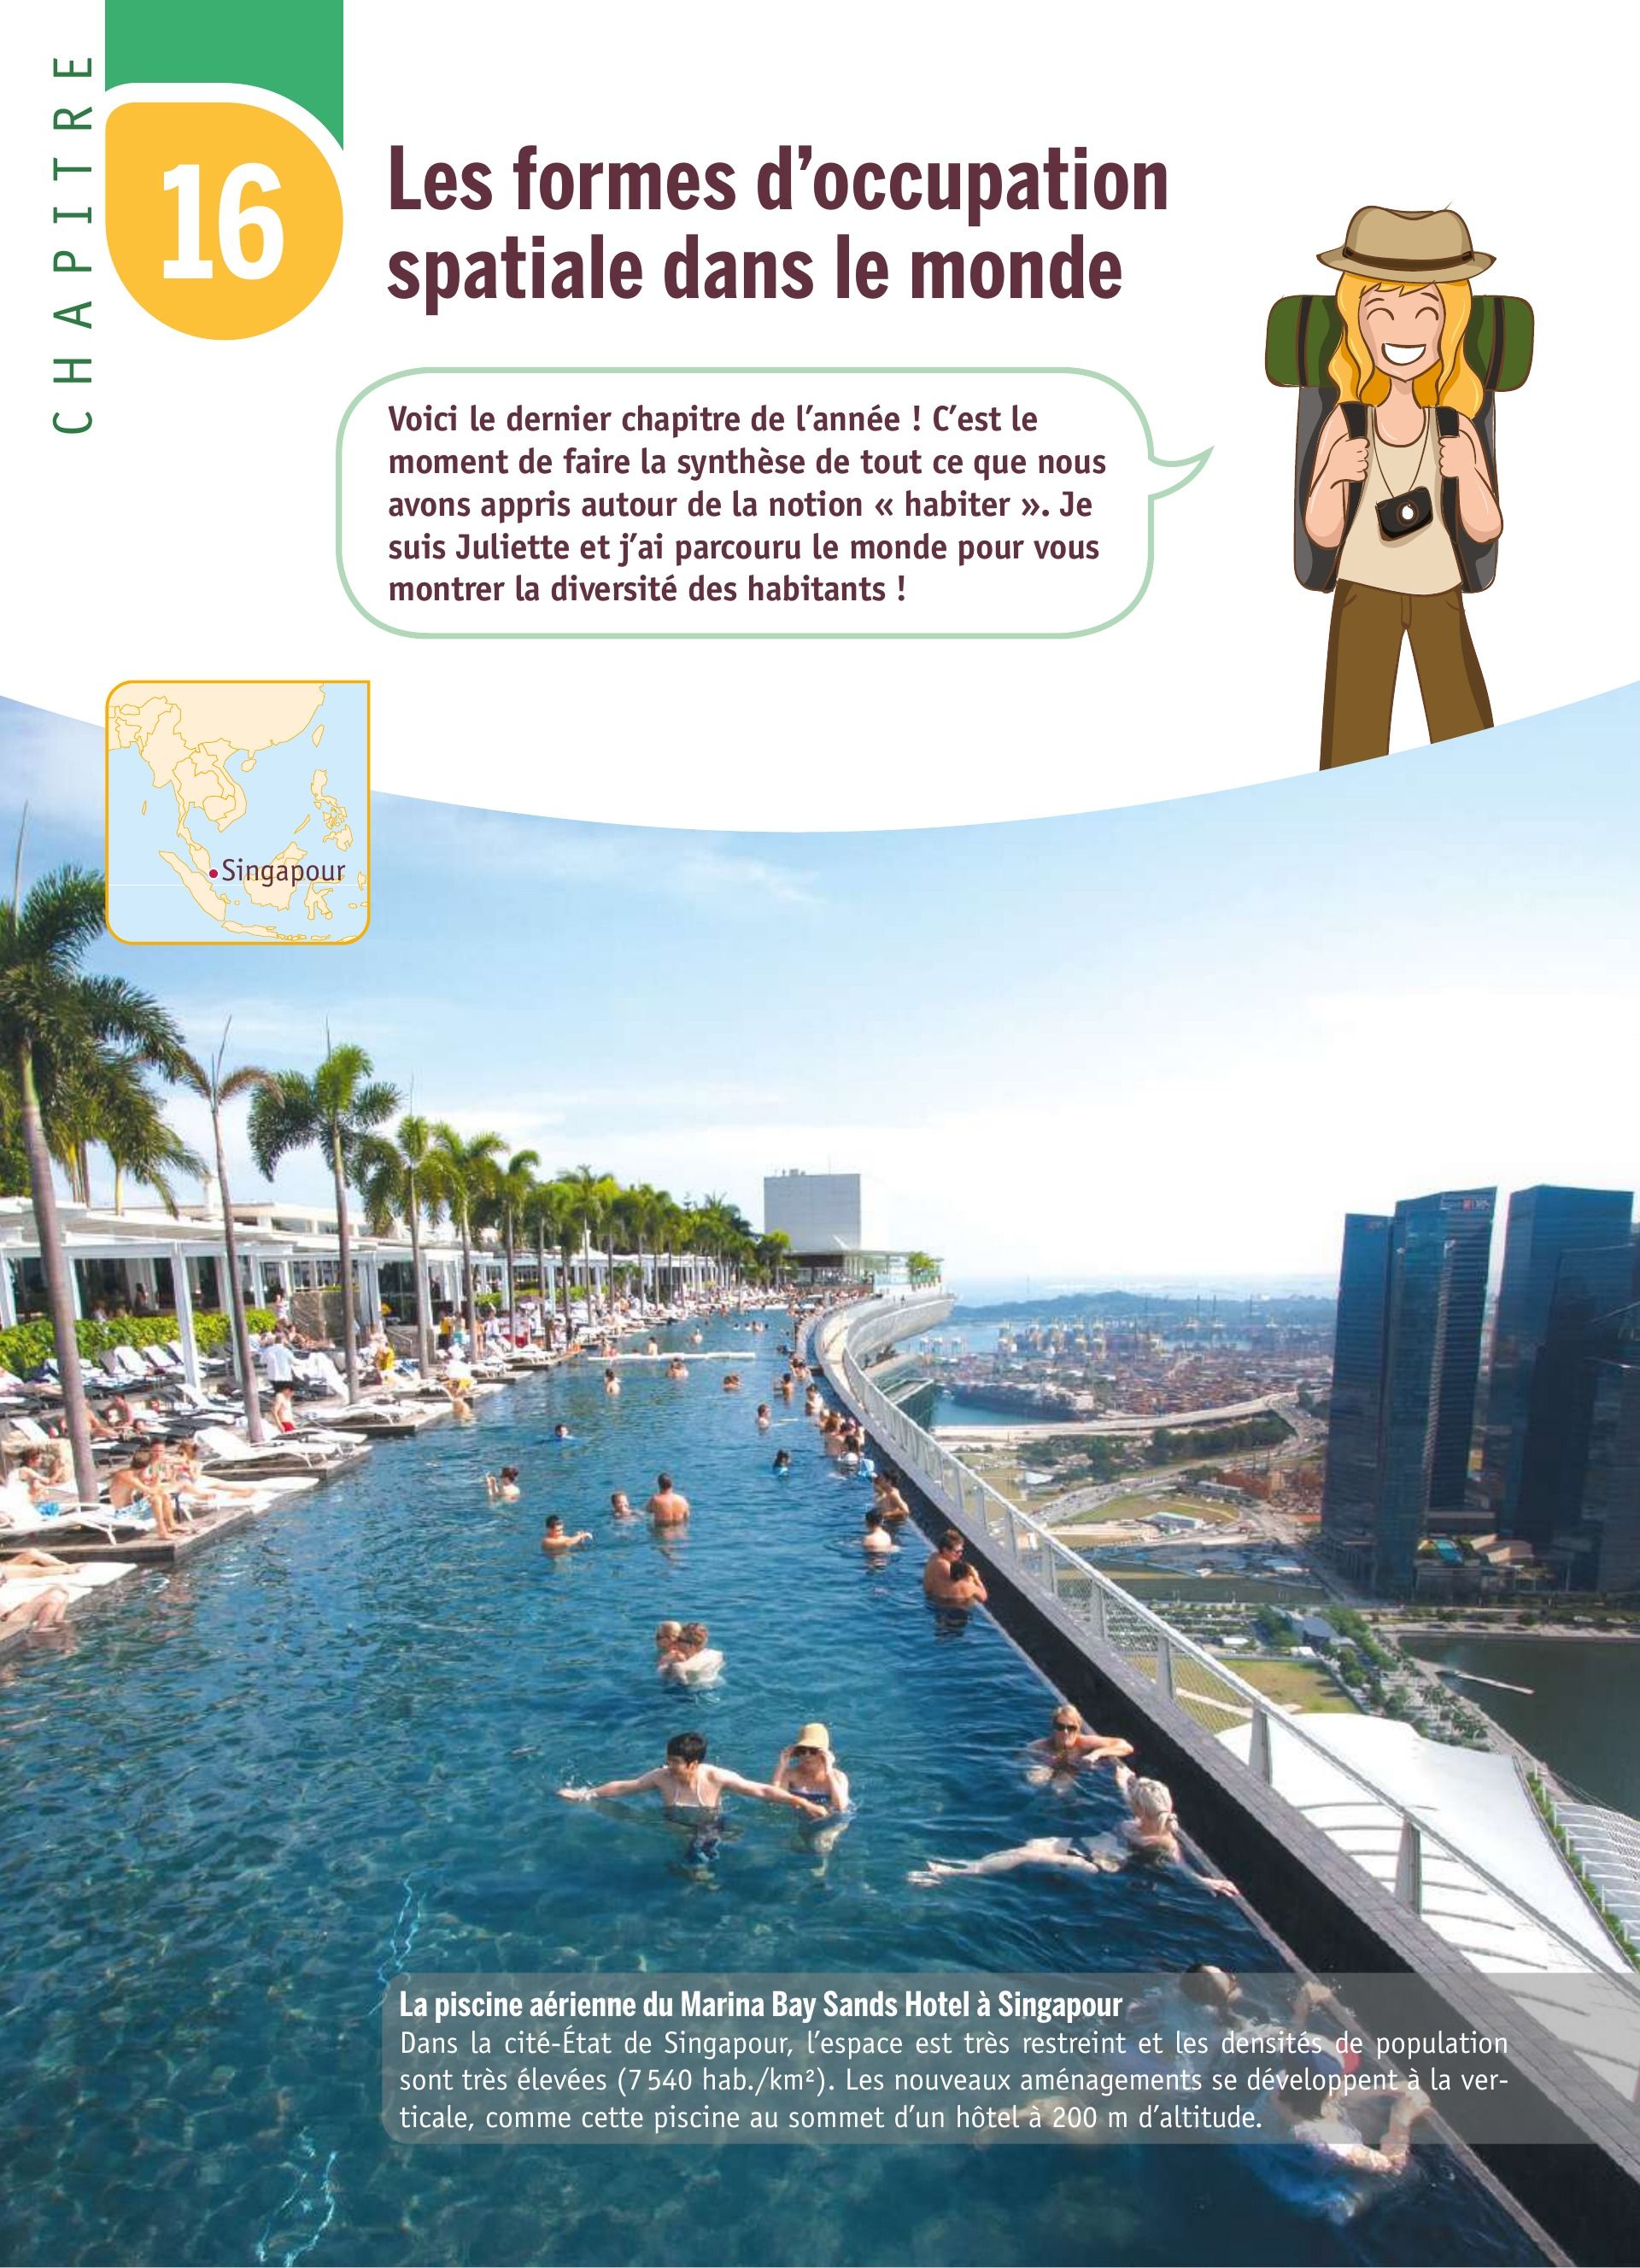 CHAPITRE
16
Les formes d’occupation
spatiale dans le monde
Voici le dernier chapitre de l’année ! C’est le
moment de faire la synthèse de tout ce que nous
avons appris autour de la notion « habiter ». Je
suis Juliette et j’ai parcouru le monde pour vous
montrer la diversité des habitants !
Singapour
La piscine aérienne du Marina Bay Sands Hotel à Singapour
Dans la cité-État de Singapour, l’espace est très restreint et les densités de population
sont très élevées (7 540 hab./km²). Les nouveaux aménagements se développent à la ver-
ticale, comme cette piscine au sommet d’un hôtel à 200 m d’altitude.